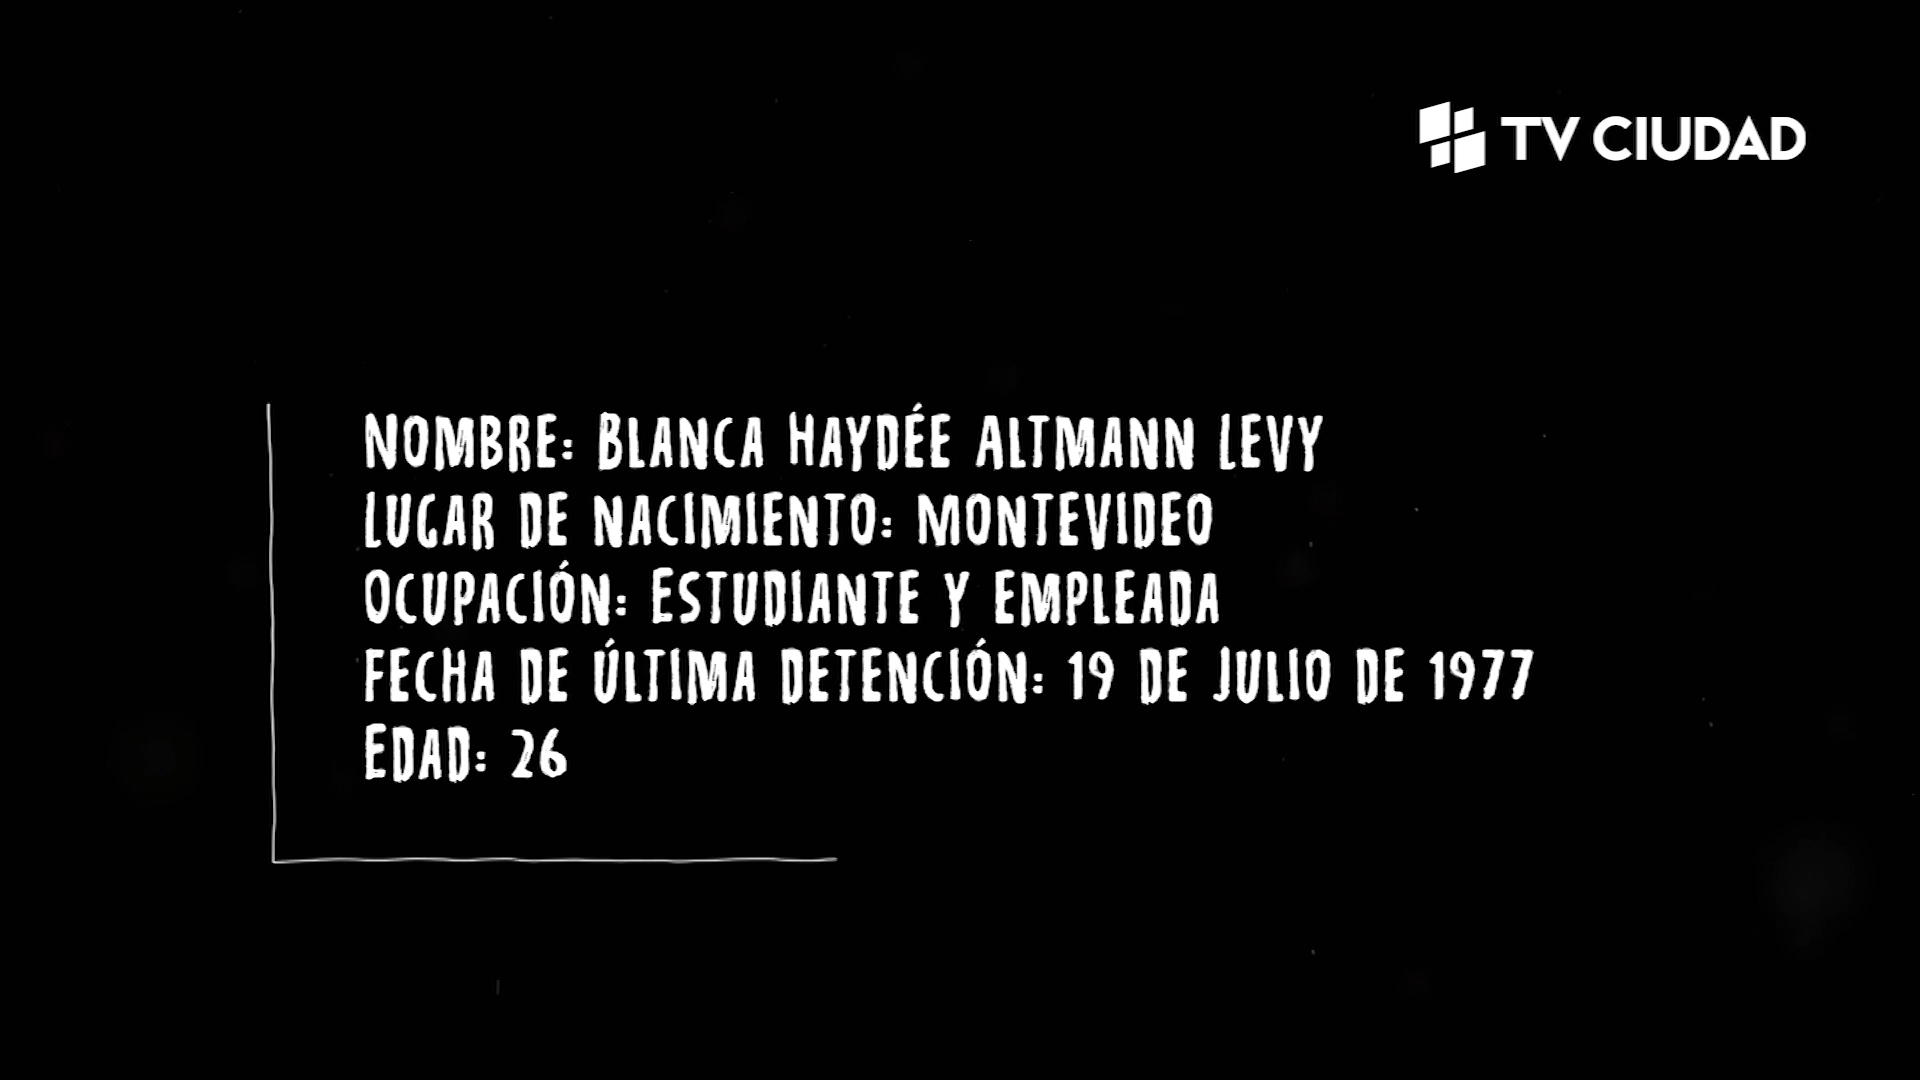 TV CIUDAD
NOMBRE: BLANCA HAYDÉE ALTMANN LEVY
LUGAR DE NACIMIENTO: MONTEVIDEO
OCUPACIÓN: ESTUDIANTE Y EMPLEADA
FECHA DE ÚLTIMA DETENCIÓN: 19 DE JULIO DE 1977
EDAD: 26